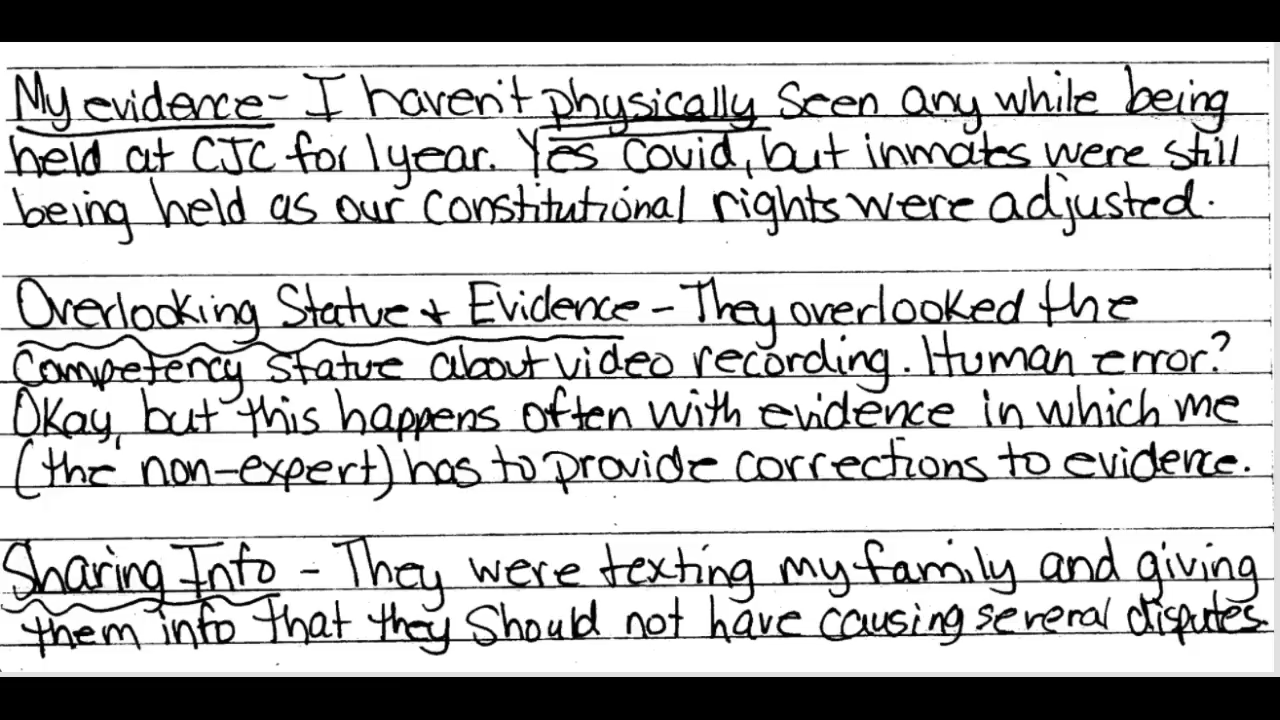 My evidence - I haven't physically seen any while being
held at CJC for 1 year. Yes Covid, but inmates were still
being held as our constitutional rights were adjusted.
Overlooking Statue + Evidence - They overlooked the
competency statue about video recording. Human error?
Okay, but this happens often with evidence in which me
(the non-expert) has to provide corrections to evidence.
Sharing Info - They were texting my family and giving
them info that they should not have causing several disputes.